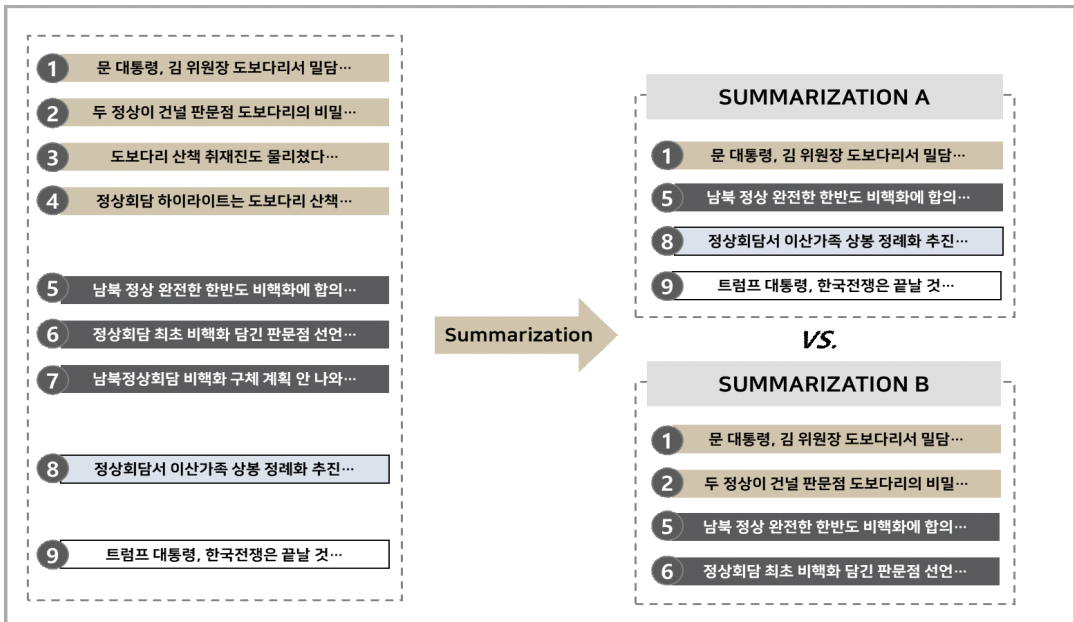 1 문 대통령, 김 위원장 도보다리서 밀담…
2 두 정상이 건널 판문점 도보다리의 비밀…
3 도보다리 산책 취재진도 물리쳤다…
4 정상회담 하이라이트는 도보다리 산책…
5 남북 정상 완전한 한반도 비핵화에 합의…
6 정상회담 최초 비핵화 담긴 판문점 선언…
7 남북정상회담 비핵화 구체 계획 안 나와…
8 정상회담서 이산가족 상봉 정례화 추진…
9 트럼프 대통령, 한국전쟁은 끝날 것…
Summarization
SUMMARIZATION A
1 문 대통령, 김 위원장 도보다리서 밀담…
5 남북 정상 완전한 한반도 비핵화에 합의…
8 정상회담서 이산가족 상봉 정례화 추진…
9 트럼프 대통령, 한국전쟁은 끝날 것…
VS.
SUMMARIZATION B
1 문 대통령, 김 위원장 도보다리서 밀담…
2 두 정상이 건널 판문점 도보다리의 비밀…
5 남북 정상 완전한 한반도 비핵화에 합의…
6 정상회담 최초 비핵화 담긴 판문점 선언…